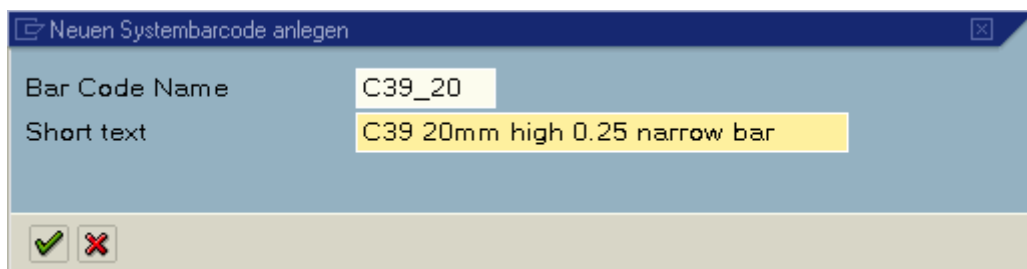 Neuen Systembarcode anlegen
Bar Code Name C39_20
Short text C39 20mm high 0.25 narrow bar